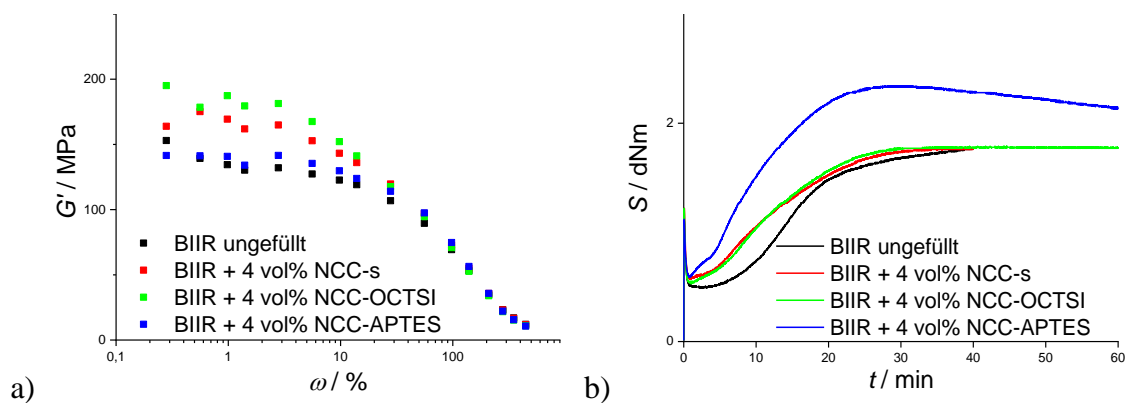 200
100
0
G' / MPa
BIIR ungefüllt
BIIR + 4 vol% NCC-s
BIIR + 4 vol% NCC-OCTSI
BIIR + 4 vol% NCC-APTES
0,1 1 10 100
ω / %
a)
2
0
S / dNm
BIIR ungefüllt
BIIR + 4 vol% NCC-s
BIIR + 4 vol% NCC-OCTSI
BIIR + 4 vol% NCC-APTES
0 10 20 30 40 50 60
t / min
b)